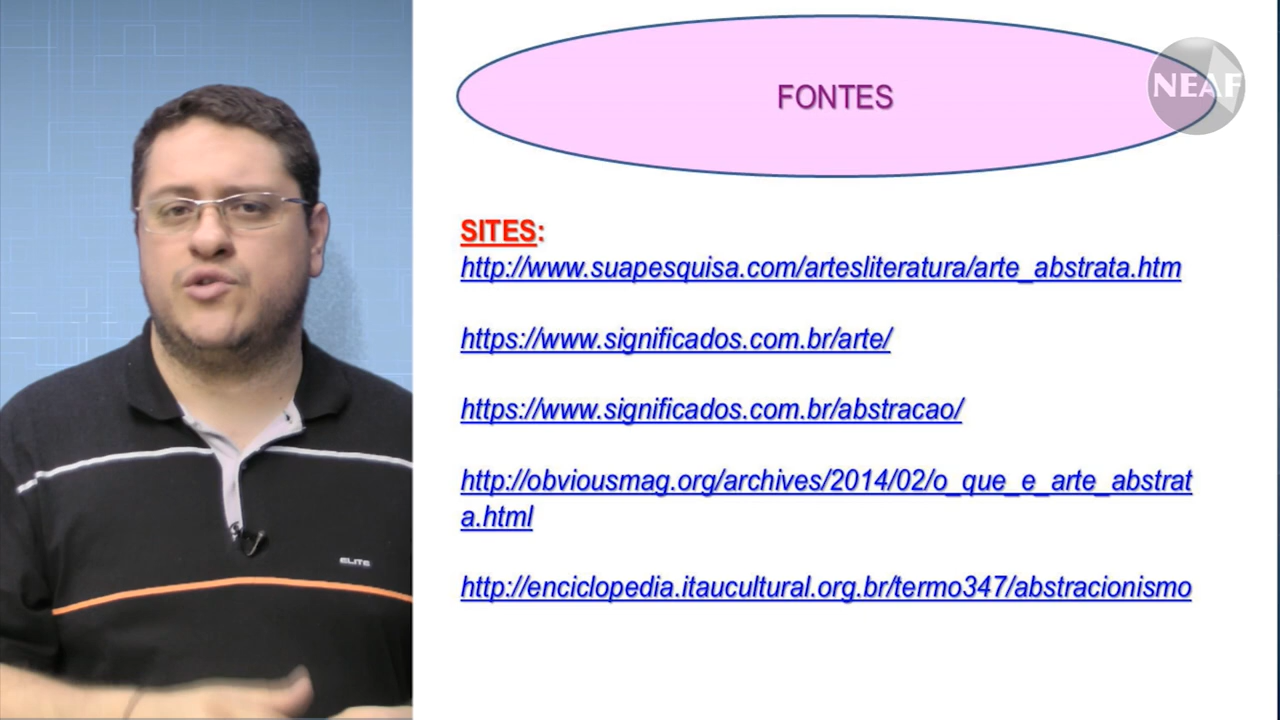 FONTES
NEAF
SITES:
http://www.suapesquisa.com/artesliteratura/arte_abstrata.htm
https://www.significados.com.br/arte/
https://www.significados.com.br/abstracao/
http://obviousmag.org/archives/2014/02/o_que_e_arte_abstrat
a.html
http://enciclopedia.itaucultural.org.br/termo347/abstracionismo
ELITE